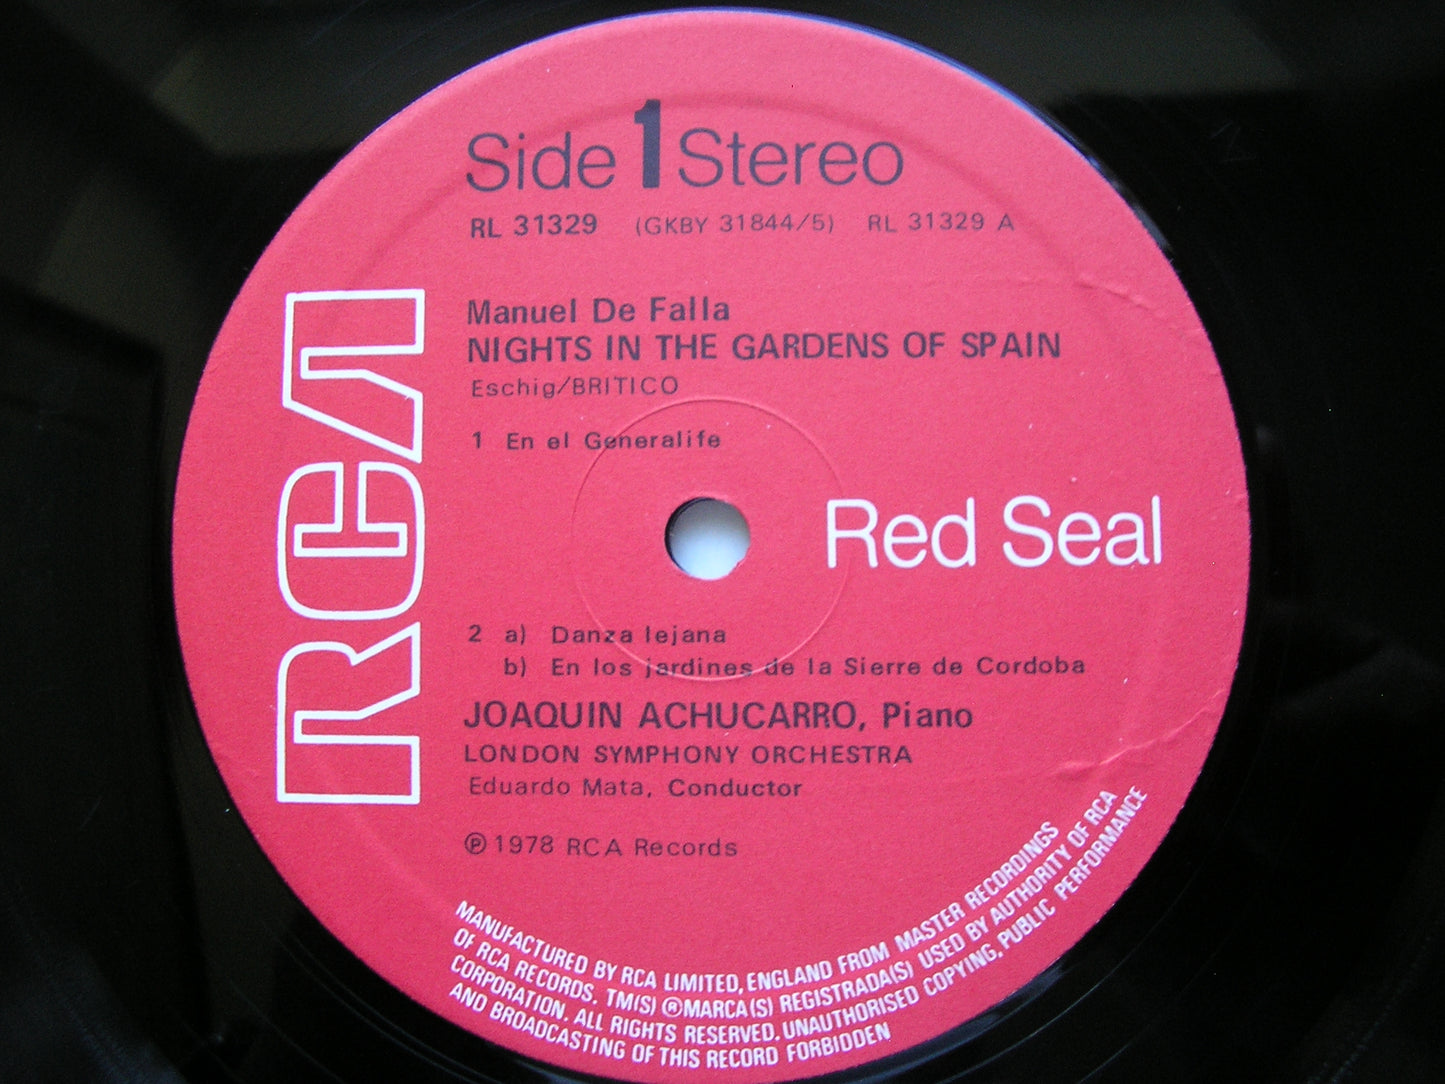 Side 1 Stereo
RL 31329 (GKBY 31844/5) RL 31329 A
Manuel De Falla
NIGHTS IN THE GARDENS OF SPAIN
Eschig/BRITICO
1 En el Generalife
RCA
Red Seal
2 a) Danza lejana
b) En los jardines de la Sierre de Cordoba
JOAQUIN ACHUCARRO, Piano
LONDON SYMPHONY ORCHESTRA
Eduardo Mata, Conductor
℗ 1978 RCA Records
MANUFACTURED BY RCA LIMITED, ENGLAND FROM MASTER RECORDINGS
OF RCA RECORDS. TM(S) ® MARCA(S) REGISTRADA(S) USED BY AUTHORITY OF RCA
CORPORATION. ALL RIGHTS RESERVED. UNAUTHORISED COPYING, PUBLIC PERFORMANCE
AND BROADCASTING OF THIS RECORD FORBIDDEN